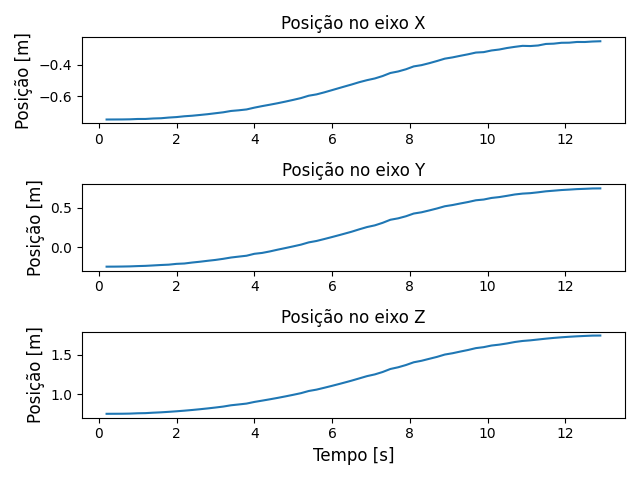 Posição no eixo X
Posição [m]
−0.4
−0.6
0 2 4 6 8 10 12
Posição no eixo Y
Posição [m]
0.5
0.0
0 2 4 6 8 10 12
Posição no eixo Z
Posição [m]
1.5
1.0
0 2 4 6 8 10 12
Tempo [s]